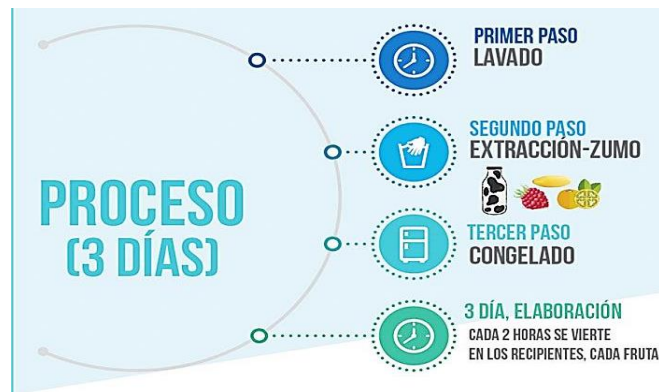 PROCESO
(3 DÍAS)
PRIMER PASO
LAVADO
SEGUNDO PASO
EXTRACCIÓN-ZUMO
TERCER PASO
CONGELADO
3 DÍA, ELABORACIÓN
CADA 2 HORAS SE VIERTE
EN LOS RECIPIENTES, CADA FRUTA